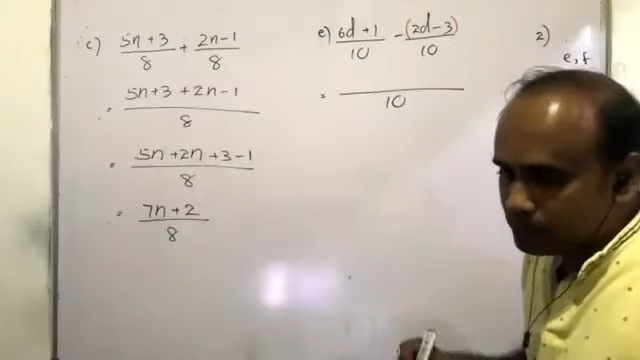 c) (5n+3)/8 + (2n-1)/8
= (5n+3+2n-1)/8
= (5n+2n+3-1)/8
= (7n+2)/8
e) (6d+1)/10 - (2d-3)/10
= /10
2)
e, f